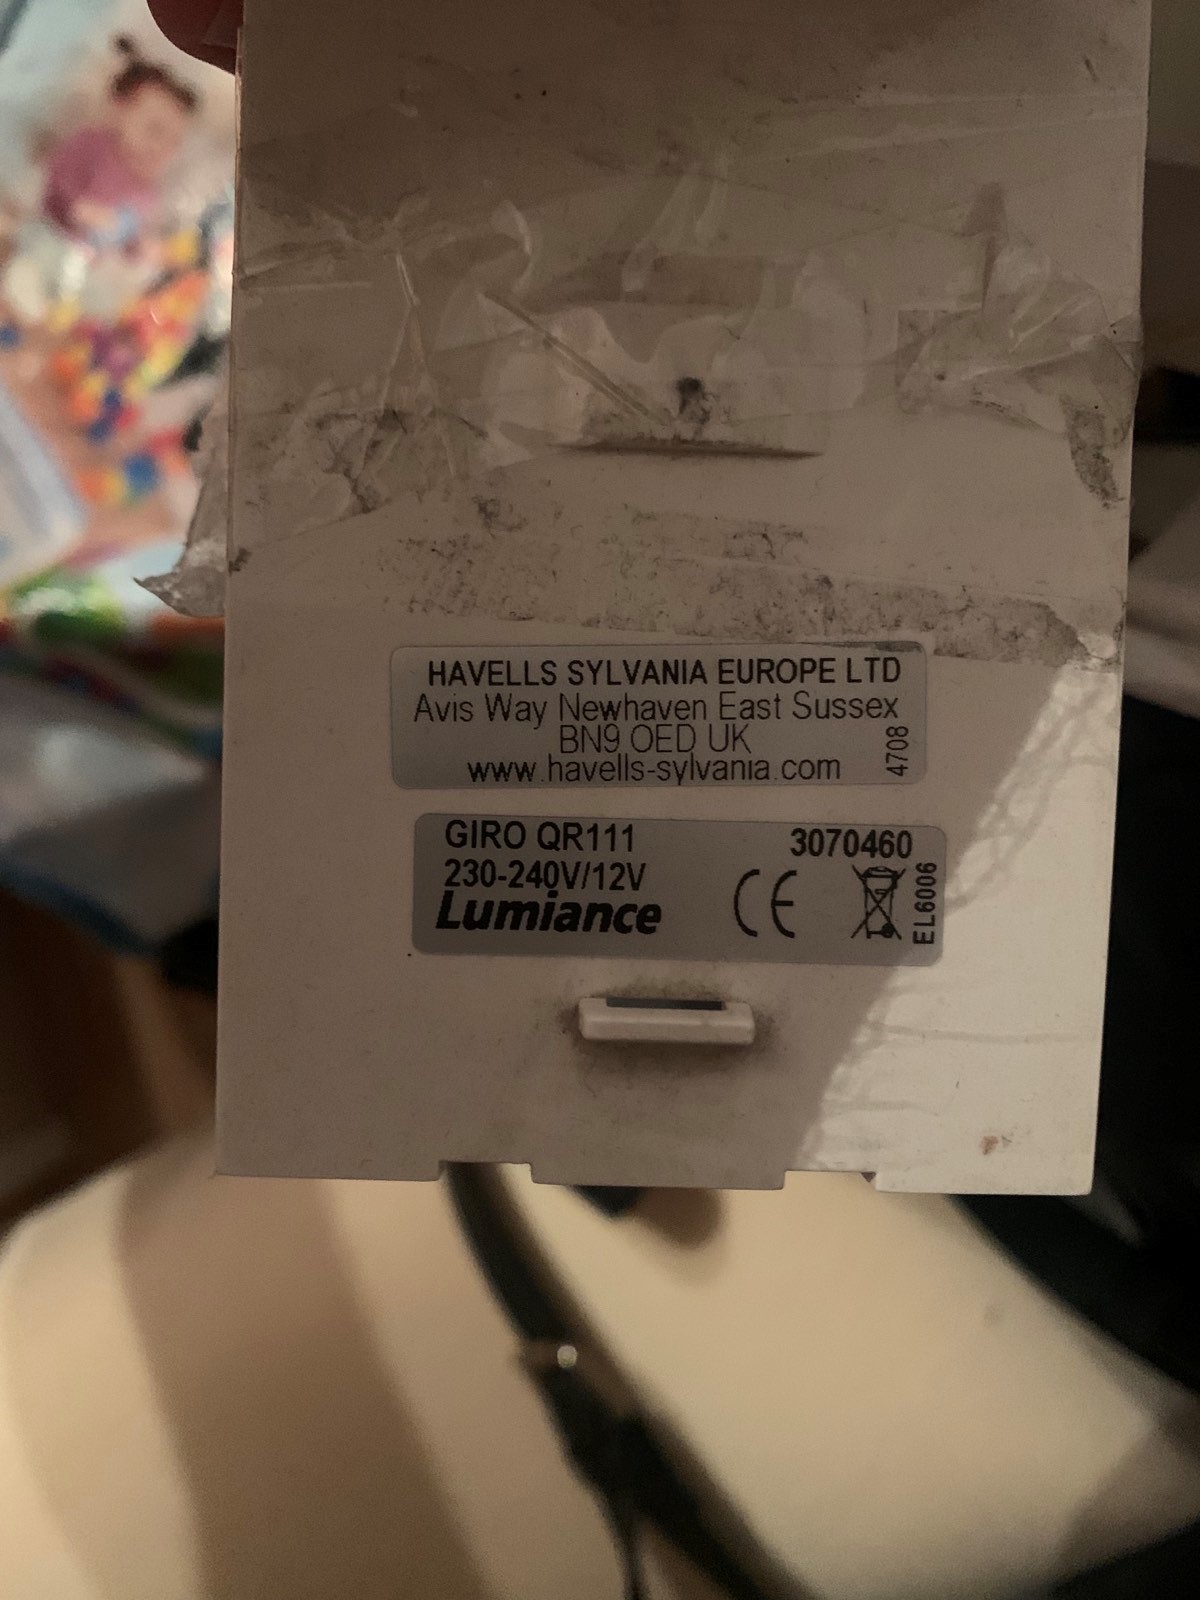 HAVELLS SYLVANIA EUROPE LTD
Avis Way Newhaven East Sussex
BN9 OED UK
www.havells-sylvania.com
4708
GIRO QR111
3070460
230-240V/12V
Lumiance
CE
EL6006